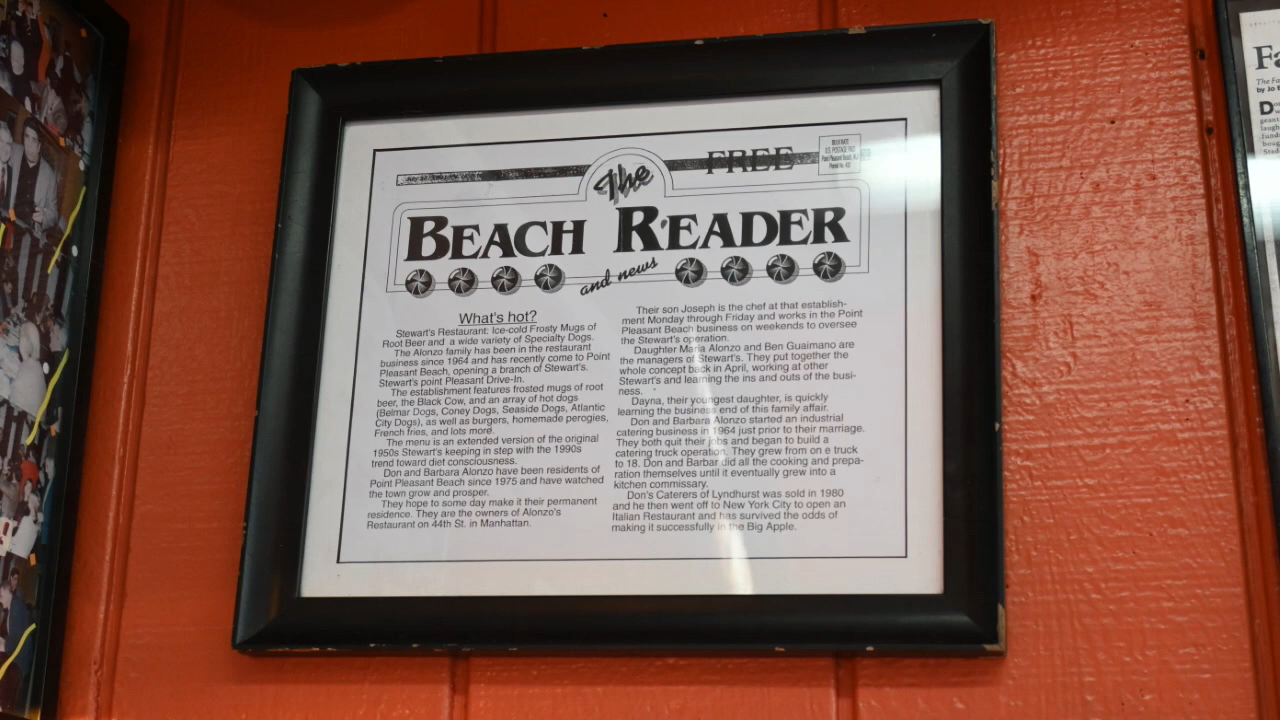 The
FREE
BULK RATE
U.S. POSTAGE PAID
Point Pleasant Beach, NJ
BEACH READER
and news
What's hot?
Stewart's Restaurant: Ice-cold Frosty Mugs of
Root Beer and a wide variety of Specialty Dogs.
The Alonzo family has been in the restaurant
business since 1964 and has recently come to Point
Pleasant Beach, opening a branch of Stewart's.
Stewart's point Pleasant Drive-In.
The establishment features frosted mugs of root
beer, the Black Cow, and an array of hot dogs
(Belmar Dogs, Coney Dogs, Seaside Dogs, Atlantic
City Dogs), as well as burgers, homemade perogies,
French fries, and lots more.
The menu is an extended version of the original
1950s Stewart's keeping in step with the 1990s
trend toward diet consciousness.
Don and Barbara Alonzo have been residents of
Point Pleasant Beach since 1975 and have watched
the town grow and prosper.
They hope to some day make it their permanent
residence. They are the owners of Alonzo's
Restaurant on 44th St. in Manhattan.
Their son Joseph is the chef at that establish-
ment Monday through Friday and works in the Point
Pleasant Beach business on weekends to oversee
the Stewart's operation.
Daughter Maria Alonzo and Ben Guaimano are
the managers of Stewart's. They put together the
whole concept back in April, working at other
Stewart's and learning the ins and outs of the busi-
ness.
Dayna, their youngest daughter, is quickly
learning the business end of this family affair.
Don and Barbara Alonzo started an industrial
catering business in 1964 just prior to their marriage.
They both quit their jobs and began to build a
catering truck operation. They grew from on e truck
to 18. Don and Barbar did all the cooking and prepa-
ration themselves until it eventually grew into a
kitchen commissary.
Don's Caterers of Lyndhurst was sold in 1980
and he then went off to New York City to open an
Italian Restaurant and has survived the odds of
making it successfully in the Big Apple.
Fa
by Jo